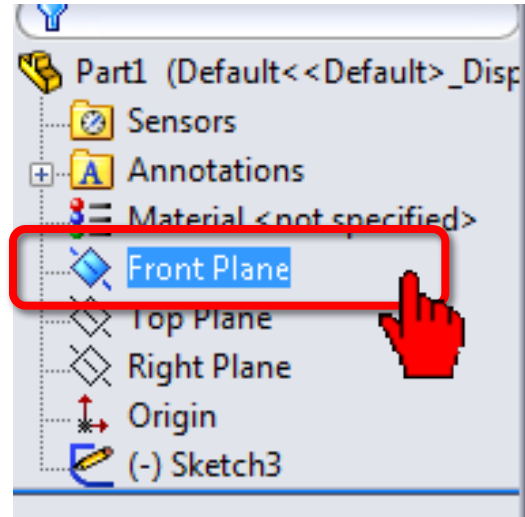 Part1 (Default<<Default>_Disp
Sensors
A Annotations
Material <not specified>
Front Plane
Top Plane
Right Plane
Origin
(-) Sketch3